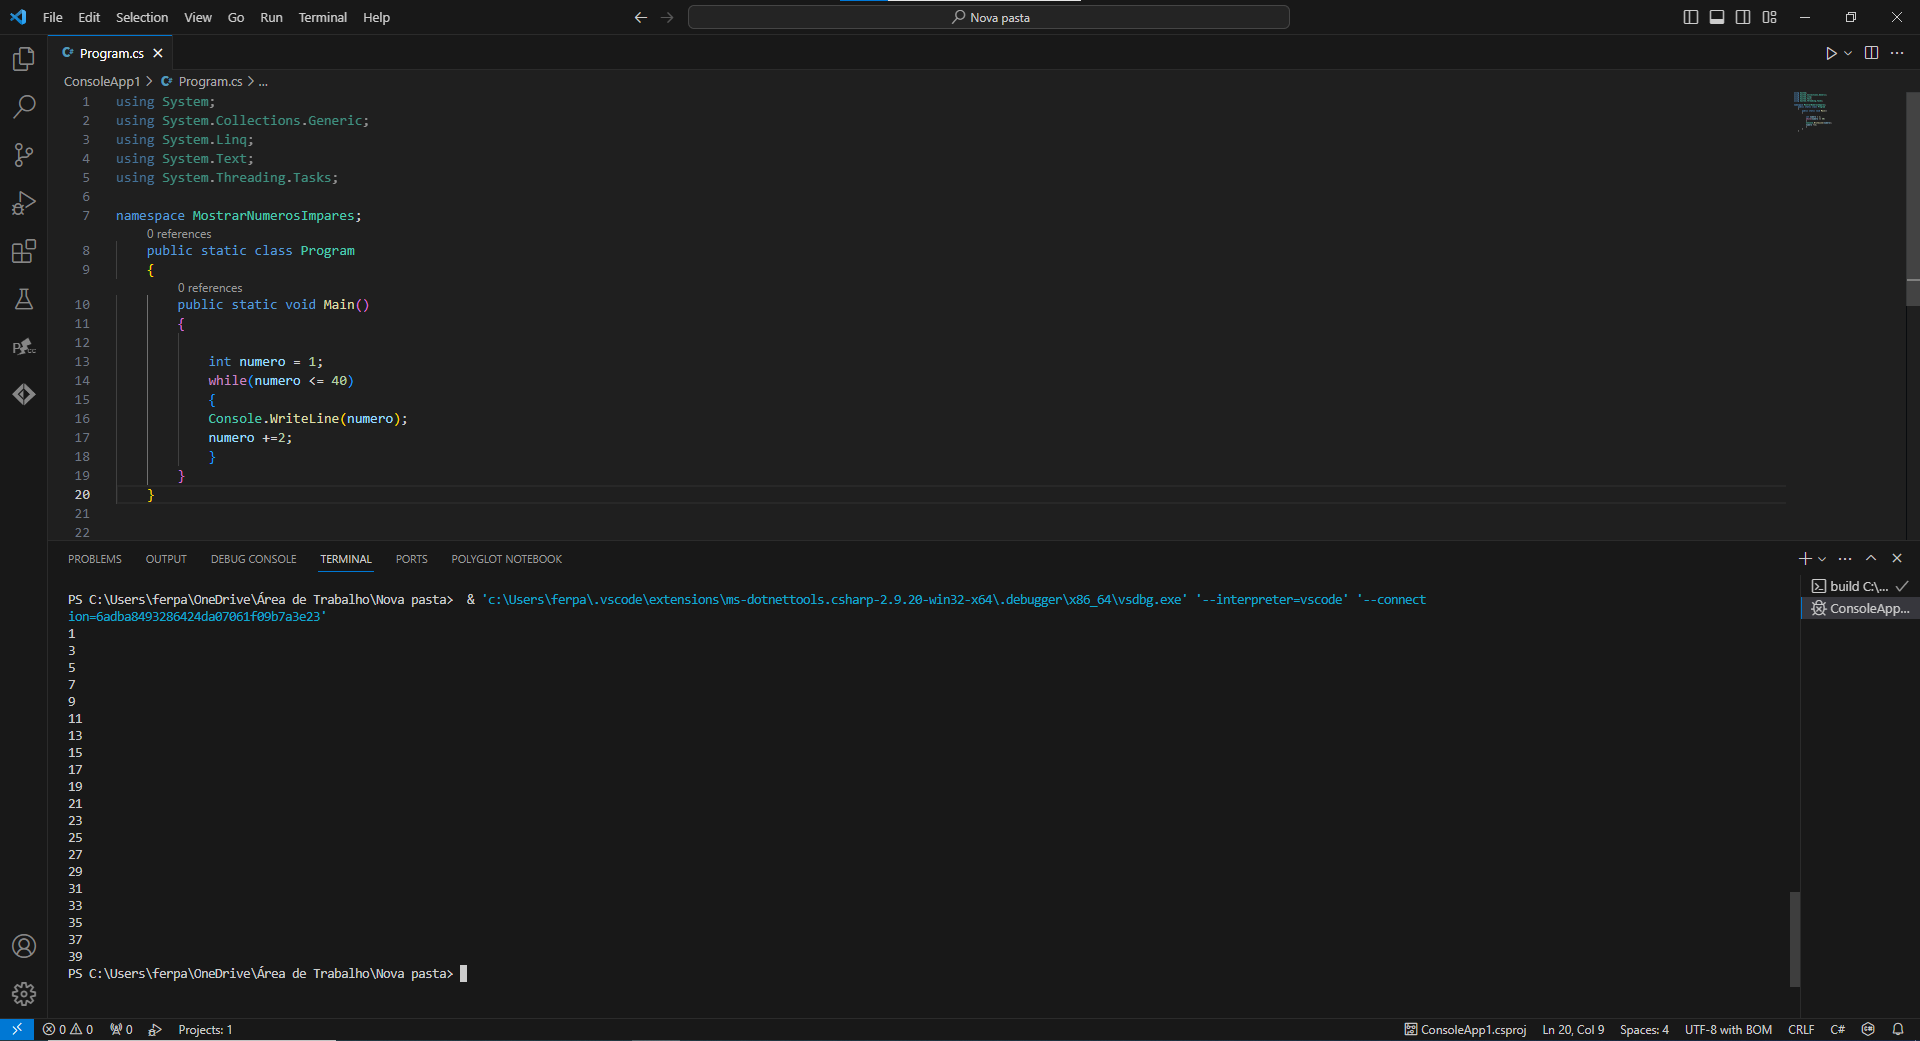 File Edit Selection View Go Run Terminal Help
Nova pasta
Program.cs
ConsoleApp1 > Program.cs > ...
1 using System;
2 using System.Collections.Generic;
3 using System.Linq;
4 using System.Text;
5 using System.Threading.Tasks;
6
7 namespace MostrarNumerosImpares;
0 references
8 public static class Program
9 {
0 references
10 public static void Main()
11 {
12
13 int numero = 1;
14 while(numero <= 40)
15 {
16 Console.WriteLine(numero);
17 numero +=2;
18 }
19 }
20 }
21
22
PROBLEMS OUTPUT DEBUG CONSOLE TERMINAL PORTS POLYGLOT NOTEBOOK
build C:\...
ConsoleApp...
PS C:\Users\ferpa\OneDrive\Área de Trabalho\Nova pasta> & 'c:\Users\ferpa\.vscode\extensions\ms-dotnettools.csharp-2.9.20-win32-x64\.debugger\x86_64\vsdbg.exe' '--interpreter=vscode' '--connect
ion=6adba8493286424da07061f09b7a3e23'
1
3
5
7
9
11
13
15
17
19
21
23
25
27
29
31
33
35
37
39
PS C:\Users\ferpa\OneDrive\Área de Trabalho\Nova pasta>
0 0 0 Projects: 1 ConsoleApp1.csproj Ln 20, Col 9 Spaces: 4 UTF-8 with BOM CRLF C#